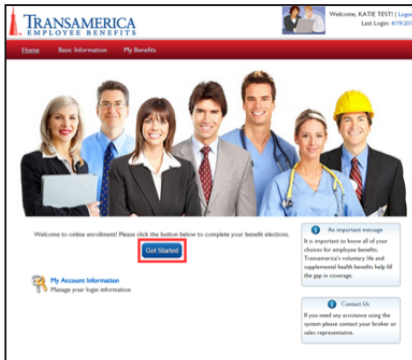 TRANSAMERICA
EMPLOYEE BENEFITS
Welcome, KATIE TEST! | Logo
Last Login: 4/19/201
Home Basic Information My Benefits
Welcome to online enrollment! Please click the button below to complete your benefit elections.
Get Started
My Account Information
Manage your login information
An important message
It is important to know all of your
choices for employee benefits.
Transamerica's voluntary life and
supplemental health benefits help fill
the gap in coverage.
Contact Us
If you need any assistance using the
system please contact your broker or
sales representative.